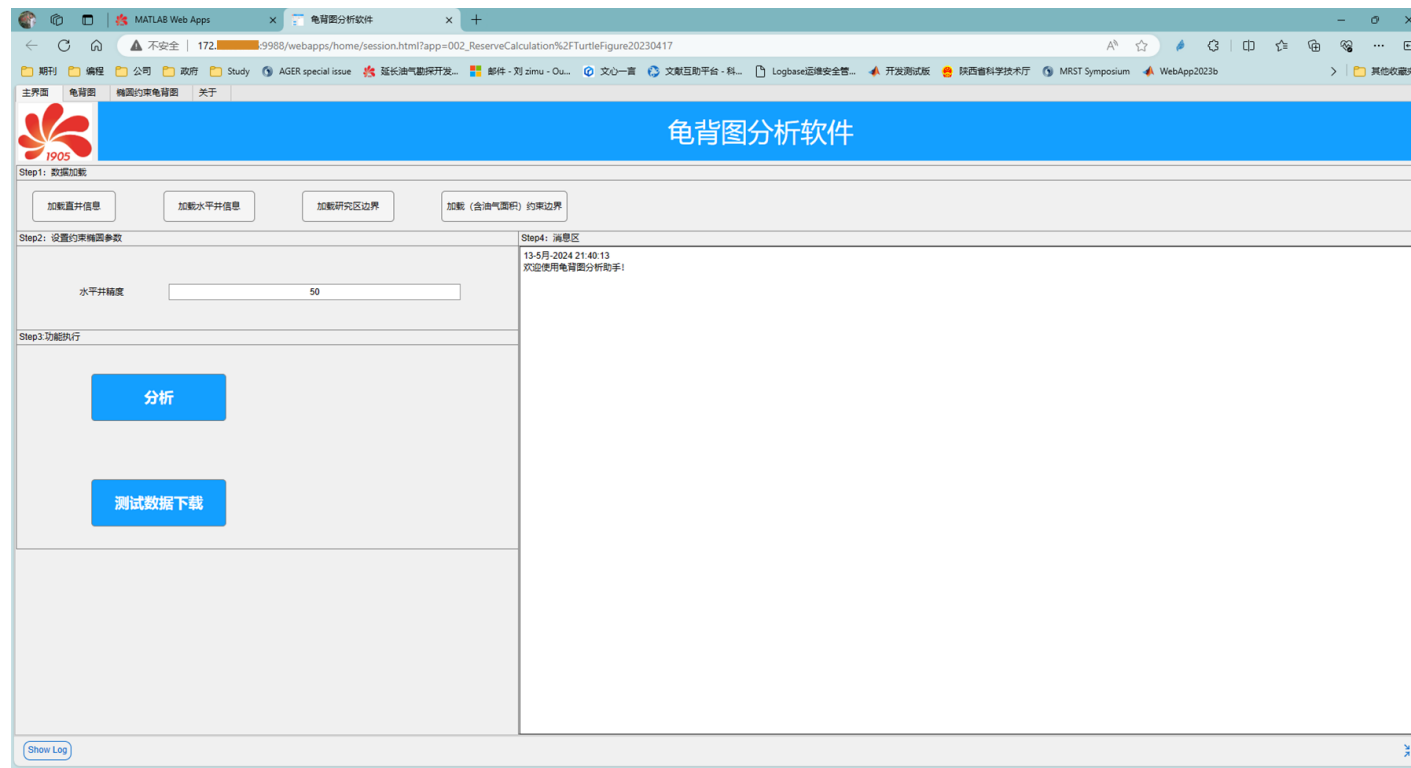 MATLAB Web Apps
龟背图分析软件
不安全 172. :9988/webapps/home/session.html?app=002_ReserveCalculation%2FTurtleFigure20230417
期刊 编程 公司 政府 Study AGER special issue 延长油气勘探开发... 邮件 - 刘 zimu - Ou... 文心一言 文献互助平台 - 科... Logbase运维安全管... 开发测试版 陕西省科学技术厅 MRST Symposium WebApp2023b 其他收藏夹
主界面 龟背图 椭圆约束龟背图 关于
1905
龟背图分析软件
Step1：数据加载
加载直井信息 加载水平井信息 加载研究区边界 加载（含油气面积）约束边界
Step2：设置约束椭圆参数
Step4：消息区
13-5月-2024 21:40:13
欢迎使用龟背图分析助手！
水平井精度 50
Step3:功能执行
分析
测试数据下载
Show Log